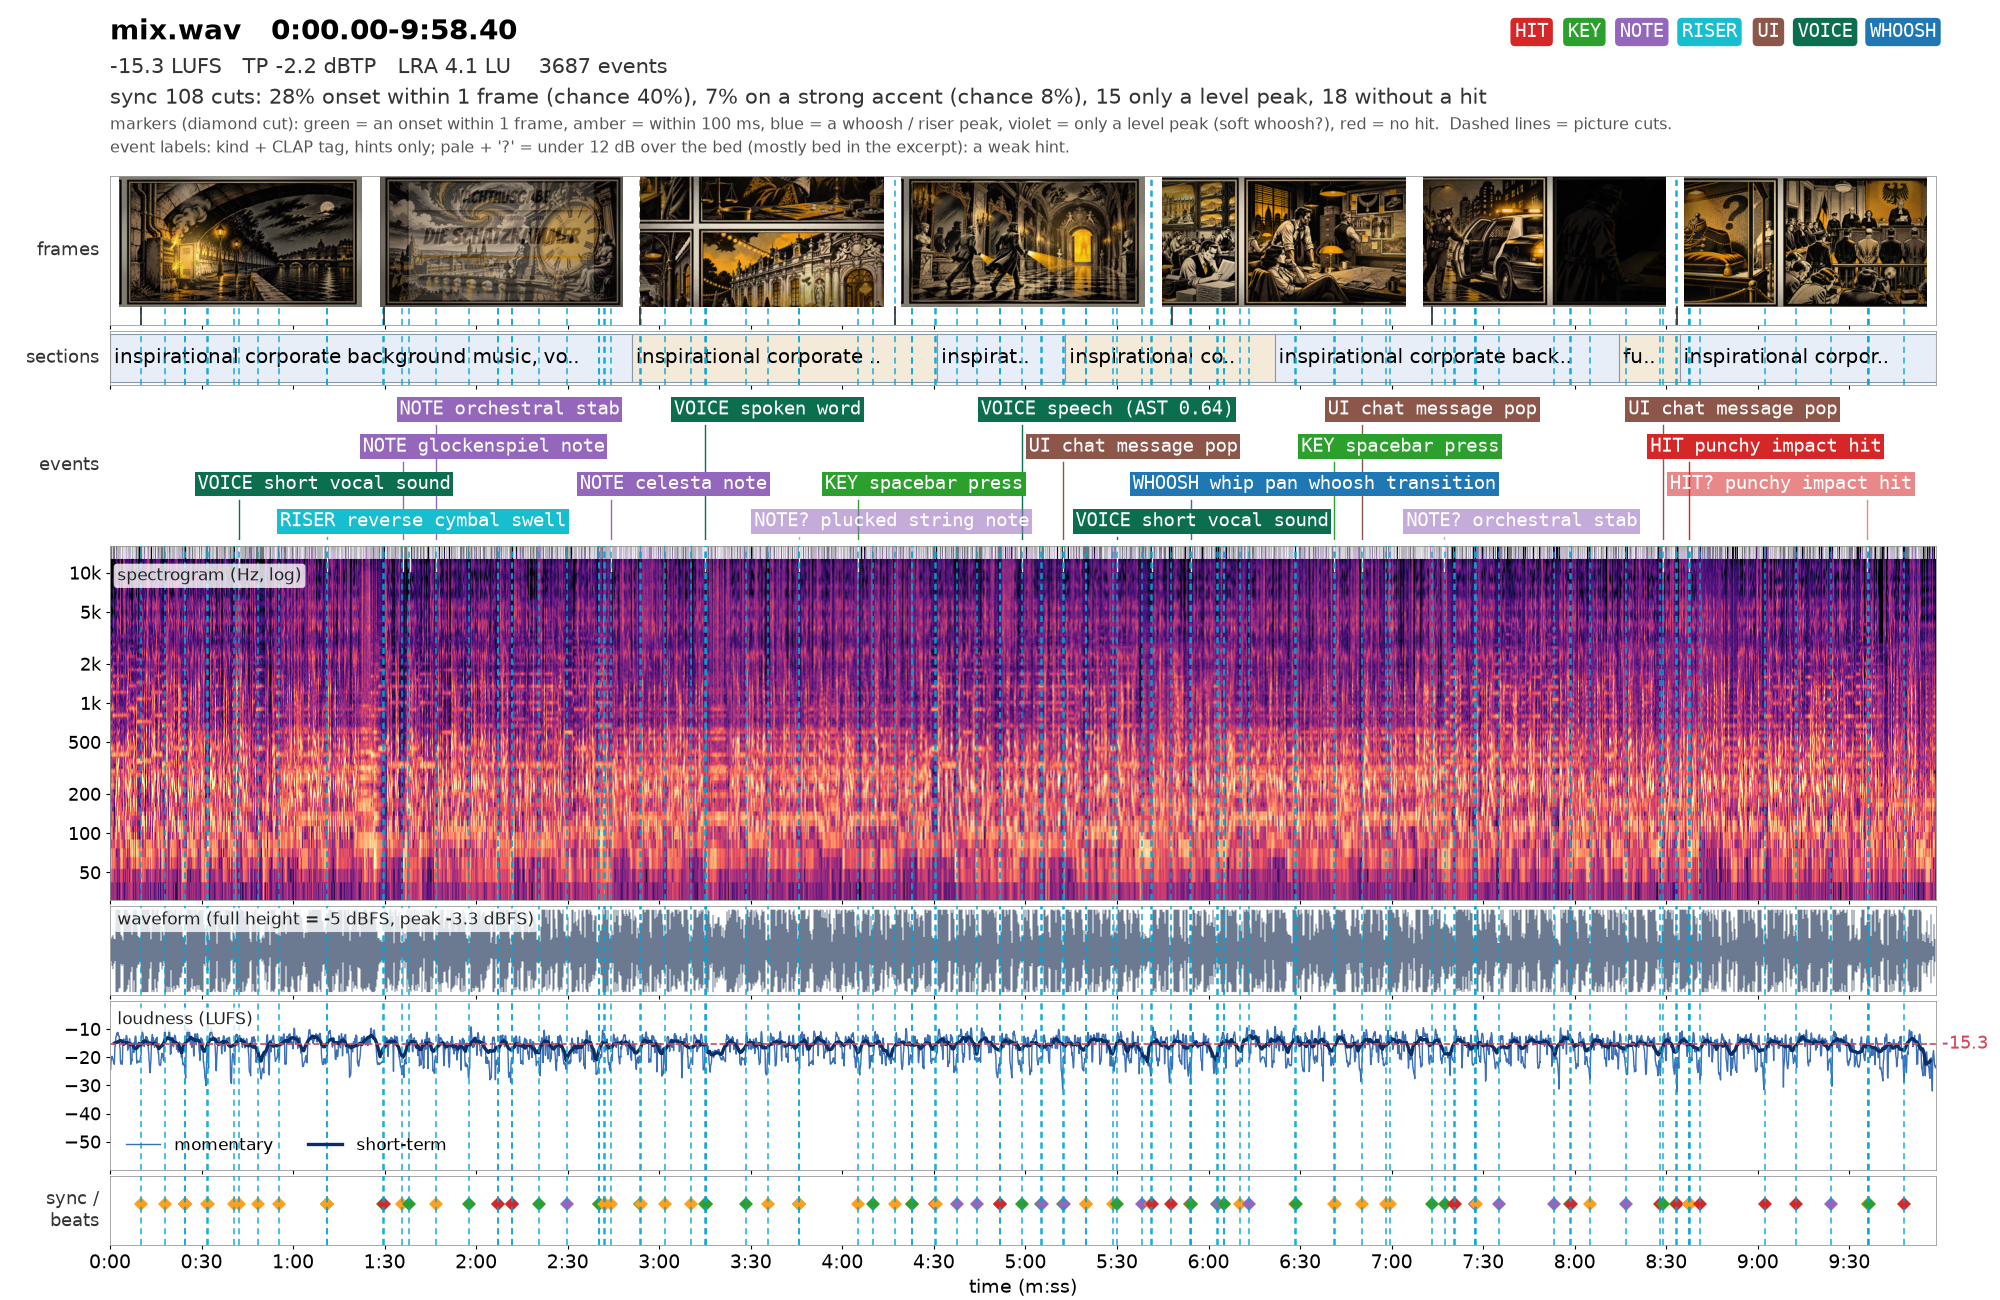 mix.wav 0:00.00-9:58.40
HIT KEY NOTE RISER UI VOICE WHOOSH
-15.3 LUFS TP -2.2 dBTP LRA 4.1 LU 3687 events
sync 108 cuts: 28% onset within 1 frame (chance 40%), 7% on a strong accent (chance 8%), 15 only a level peak, 18 without a hit
markers (diamond cut): green = an onset within 1 frame, amber = within 100 ms, blue = a whoosh / riser peak, violet = only a level peak (soft whoosh?), red = no hit. Dashed lines = picture cuts.
event labels: kind + CLAP tag, hints only; pale + '?' = under 12 dB over the bed (mostly bed in the excerpt): a weak hint.
frames
NACHTAUSGABE
DIE SCHATZKAMMER
?
sections
inspirational corporate background music, vo..
inspirational corporate ..
inspirat..
inspirational co..
inspirational corporate back..
fu..
inspirational corpor..
events
NOTE orchestral stab
VOICE spoken word
VOICE speech (AST 0.64)
UI chat message pop
UI chat message pop
NOTE glockenspiel note
UI chat message pop
KEY spacebar press
HIT punchy impact hit
VOICE short vocal sound
NOTE celesta note
KEY spacebar press
WHOOSH whip pan whoosh transition
HIT? punchy impact hit
RISER reverse cymbal swell
NOTE? plucked string note
VOICE short vocal sound
NOTE? orchestral stab
spectrogram (Hz, log)
10k
5k
2k
1k
500
200
100
50
waveform (full height = -5 dBFS, peak -3.3 dBFS)
loudness (LUFS)
−10
−20
−30
−40
−50
-15.3
momentary
short-term
sync /
beats
0:00 0:30 1:00 1:30 2:00 2:30 3:00 3:30 4:00 4:30 5:00 5:30 6:00 6:30 7:00 7:30 8:00 8:30 9:00 9:30
time (m:ss)